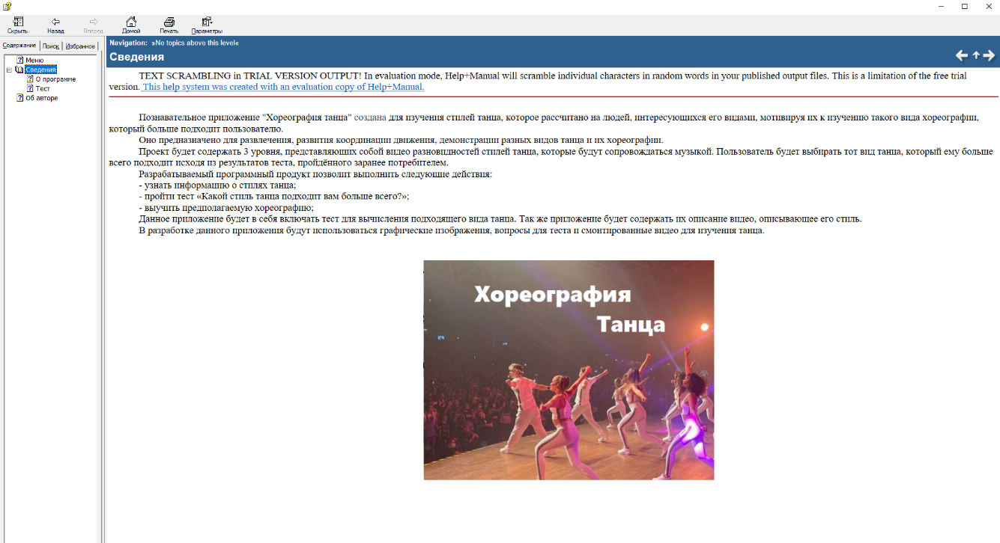 Скрыть Назад Вперед Домой Печать Параметры
Содержание Поиск Избранное
Меню
Сведения
О программе
Тест
Об авторе
Navigation: »No topics above this level«
Сведения
TEXT SCRAMBLING in TRIAL VERSION OUTPUT! In evaluation mode, Help+Manual will scramble individual characters in random words in your published output files. This is a limitation of the free trial
version. This help system was created with an evaluation copy of Help+Manual.
Познавательное приложение "Хореография танца" создана для изучения стилей танца, которое рассчитано на людей, интересующихся его видами, мотивируя их к изучению такого вида хореографии,
который больше подходит пользователю.
Оно предназначено для развлечения, развития координации движения, демонстрации разных видов танца и их хореографии.
Проект будет содержать 3 уровня, представляющих собой видео разновидностей стилей танца, которые будут сопровождаться музыкой. Пользователь будет выбирать тот вид танца, который ему больше
всего подходит исходя из результатов теста, пройдённого заранее потребителем.
Разрабатываемый программный продукт позволит выполнить следующие действия:
- узнать информацию о стилях танца;
- пройти тест «Какой стиль танца подходит вам больше всего?»;
- выучить предполагаемую хореографию;
Данное приложение будет в себя включать тест для вычисления подходящего вида танца. Так же приложение будет содержать их описание видео, описывающее его стиль.
В разработке данного приложения будут использоваться графические изображения, вопросы для теста и смонтированные видео для изучения танца.
Хореография
Танца